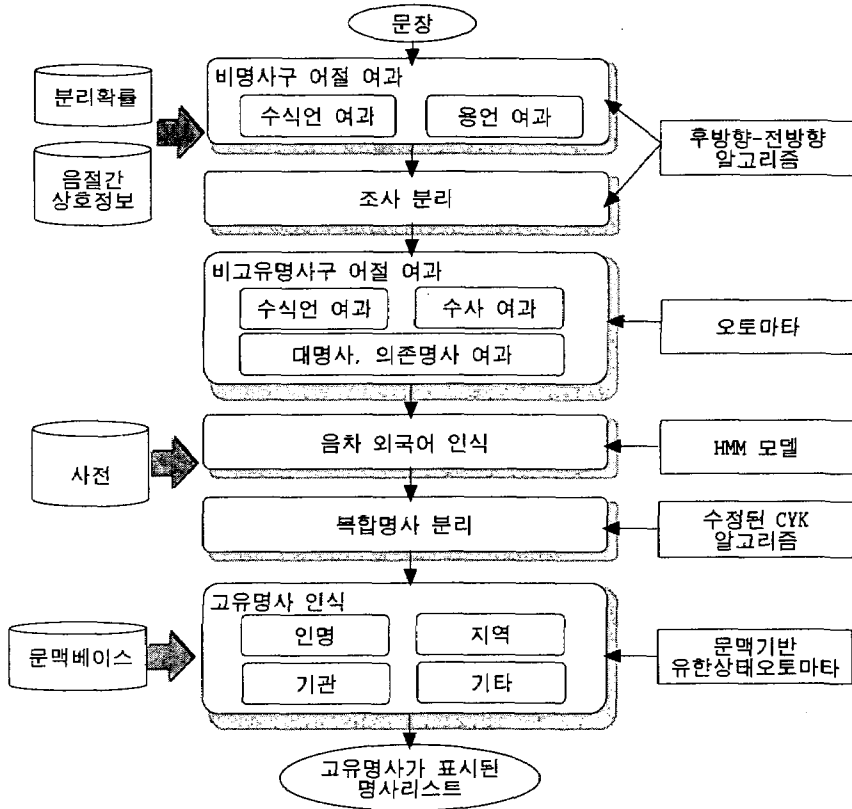 문장
비명사구 어절 여과
수식언 여과
용언 여과
분리확률
음절간
상호정보
후방향-전방향
알고리즘
조사 분리
비고유명사구 어절 여과
수식언 여과
수사 여과
대명사, 의존명사 여과
오토마타
음차 외국어 인식
사전
HMM 모델
복합명사 분리
수정된 CYK
알고리즘
고유명사 인식
인명
지역
기관
기타
문맥베이스
문맥기반
유한상태오토마타
고유명사가 표시된
명사리스트